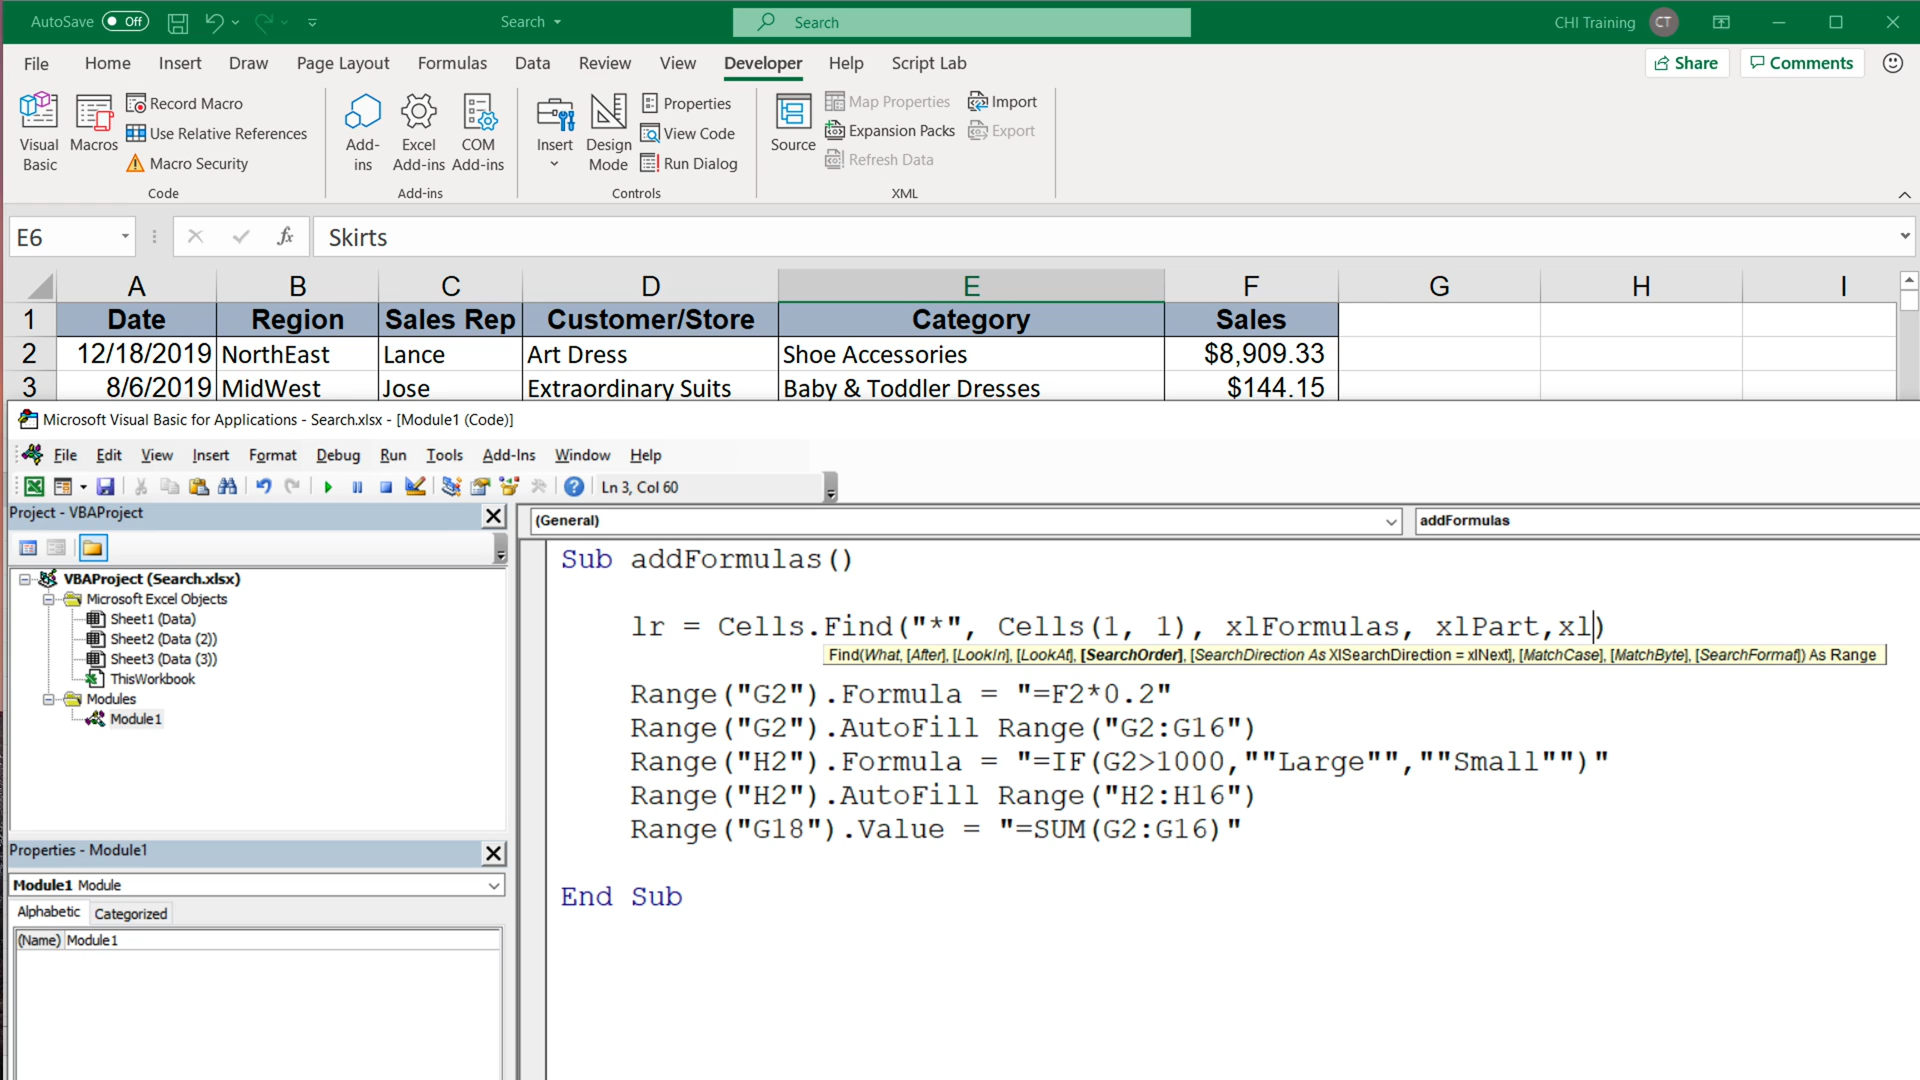 AutoSave Off Search Search CHI Training CT
File Home Insert Draw Page Layout Formulas Data Review View Developer Help Script Lab Share Comments
Visual Basic
Macros
Record Macro
Use Relative References
Macro Security
Code
Add-ins
Excel Add-ins
COM Add-ins
Add-ins
Insert
Design Mode
Properties
View Code
Run Dialog
Controls
Source
Map Properties
Expansion Packs
Refresh Data
Import
Export
XML
E6 fx Skirts
A B C D E F G H I
1 Date Region Sales Rep Customer/Store Category Sales
2 12/18/2019 NorthEast Lance Art Dress Shoe Accessories $8,909.33
3 8/6/2019 MidWest Jose Extraordinary Suits Baby & Toddler Dresses $144.15
Microsoft Visual Basic for Applications - Search.xlsx - [Module1 (Code)]
File Edit View Insert Format Debug Run Tools Add-Ins Window Help
Ln 3, Col 60
Project - VBAProject
VBAProject (Search.xlsx)
Microsoft Excel Objects
Sheet1 (Data)
Sheet2 (Data (2))
Sheet3 (Data (3))
ThisWorkbook
Modules
Module1
Properties - Module1
Module1 Module
Alphabetic Categorized
(Name) Module1
(General) addFormulas
Sub addFormulas()
lr = Cells.Find("*", Cells(1, 1), xlFormulas, xlPart,xl)
Find(What, [After], [LookIn], [LookAt], [SearchOrder], [SearchDirection As XlSearchDirection = xlNext], [MatchCase], [MatchByte], [SearchFormat]) As Range
Range("G2").Formula = "=F2*0.2"
Range("G2").AutoFill Range("G2:G16")
Range("H2").Formula = "=IF(G2>1000,""Large"",""Small"")"
Range("H2").AutoFill Range("H2:H16")
Range("G18").Value = "=SUM(G2:G16)"
End Sub